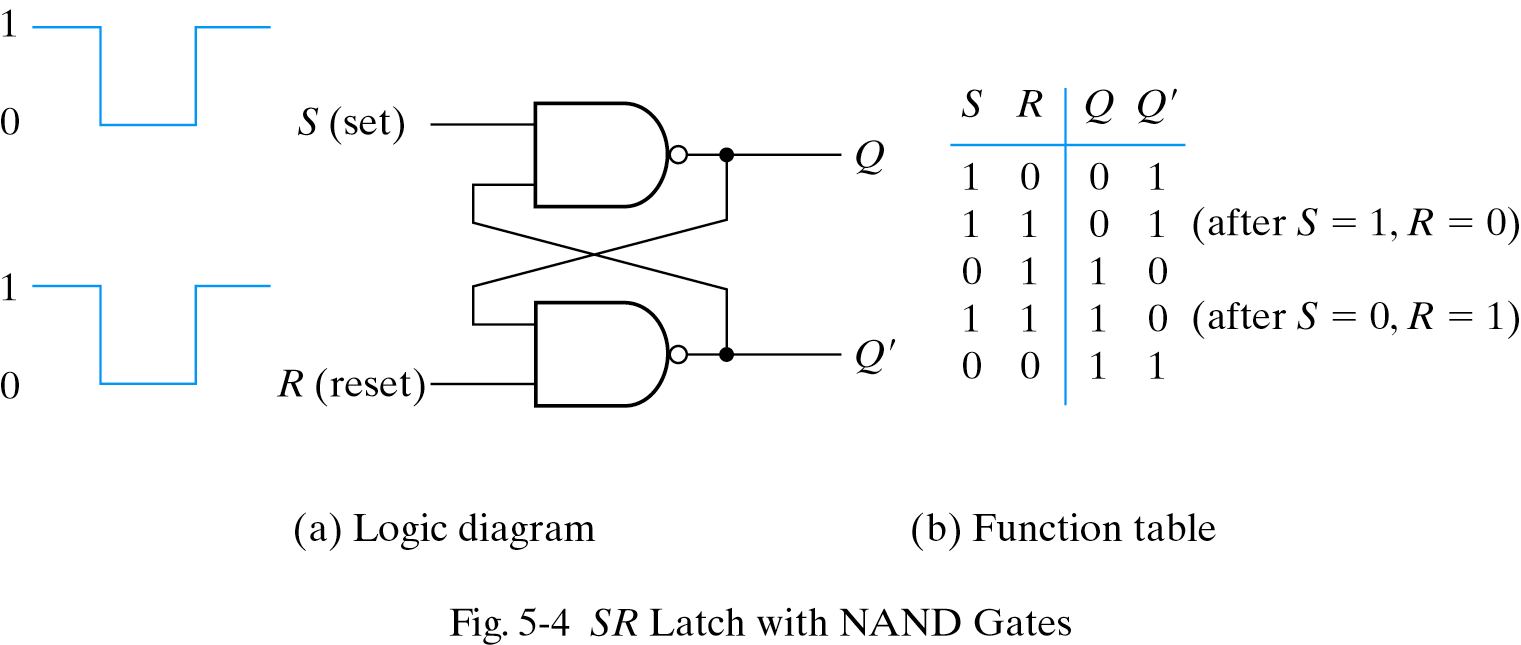 1
0
S (set)
Q
1
0
R (reset)
Q′
S R Q Q′
1 0 0 1
1 1 0 1 (after S = 1, R = 0)
0 1 1 0
1 1 1 0 (after S = 0, R = 1)
0 0 1 1
(a) Logic diagram
(b) Function table
Fig. 5-4 SR Latch with NAND Gates